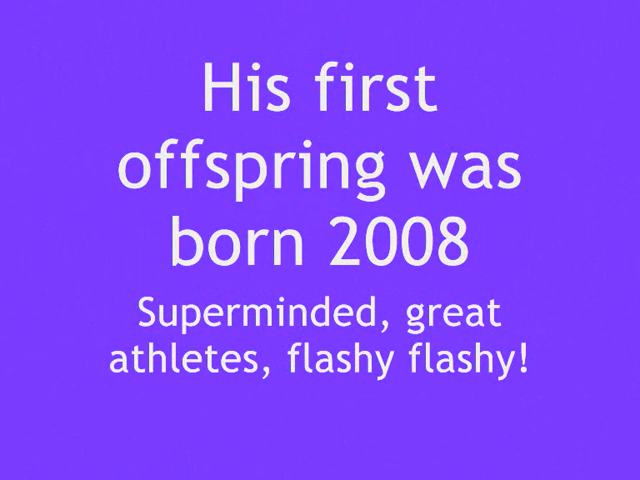 His first
offspring was
born 2008
Superminded, great
athletes, flashy flashy!